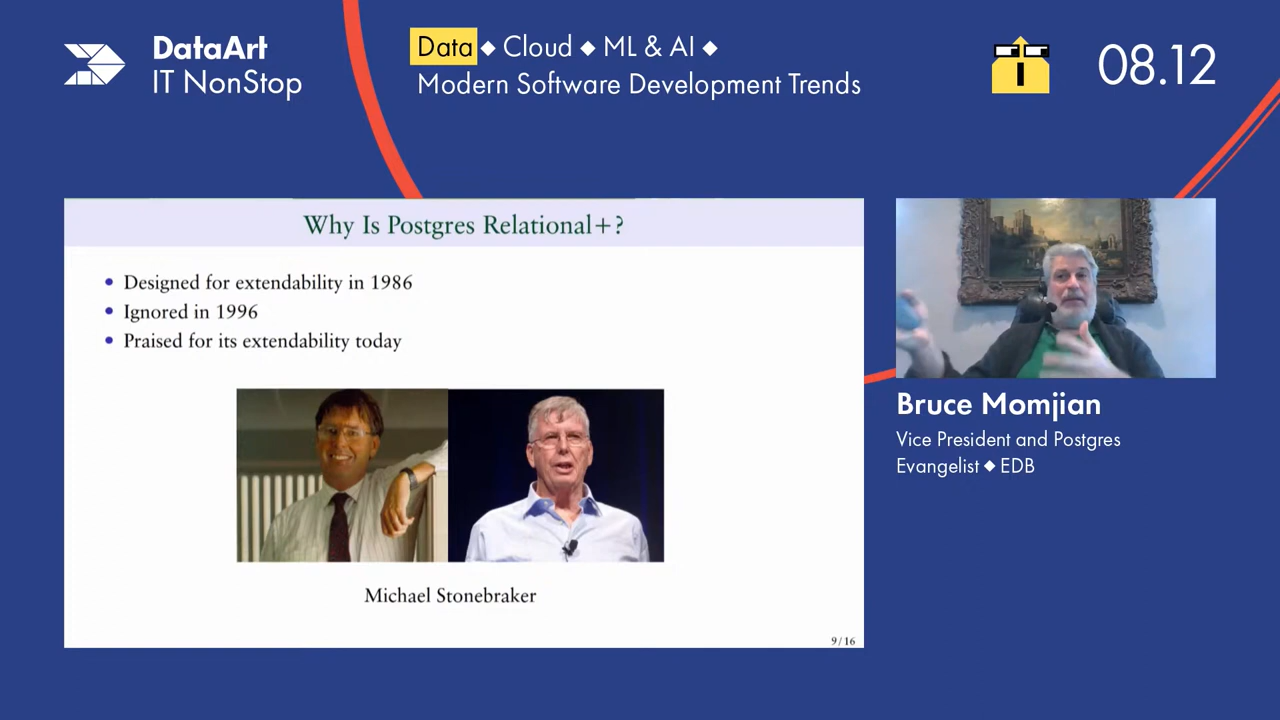 DataArt
IT NonStop
Data ◆ Cloud ◆ ML & AI ◆
Modern Software Development Trends
08.12
Why Is Postgres Relational+?
• Designed for extendability in 1986
• Ignored in 1996
• Praised for its extendability today
Michael Stonebraker
9/16
Bruce Momjian
Vice President and Postgres
Evangelist ◆ EDB